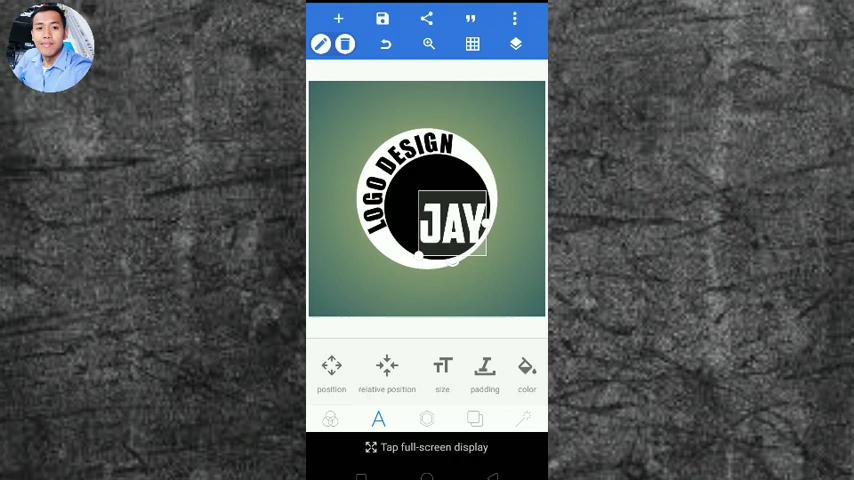 LOGO DESIGN
JAY
position relative position size padding color
Tap full-screen display